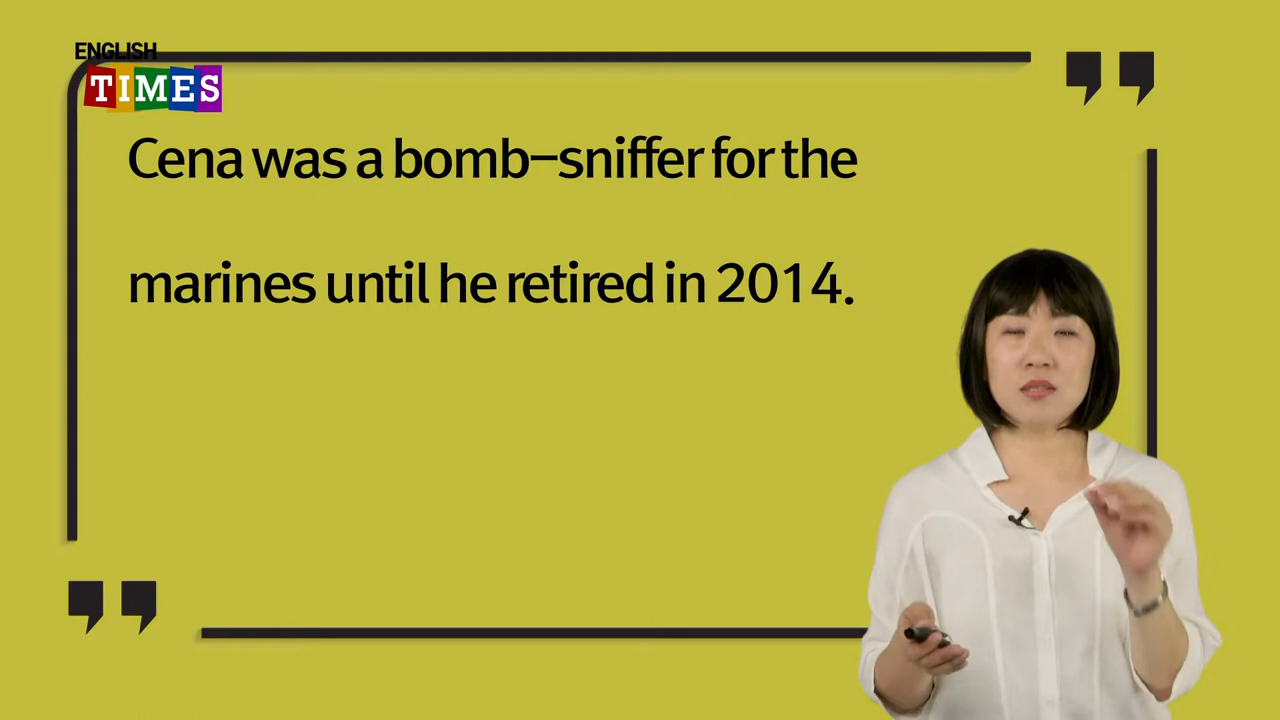 ENGLISH
TIMES
Cena was a bomb-sniffer for the
marines until he retired in 2014.